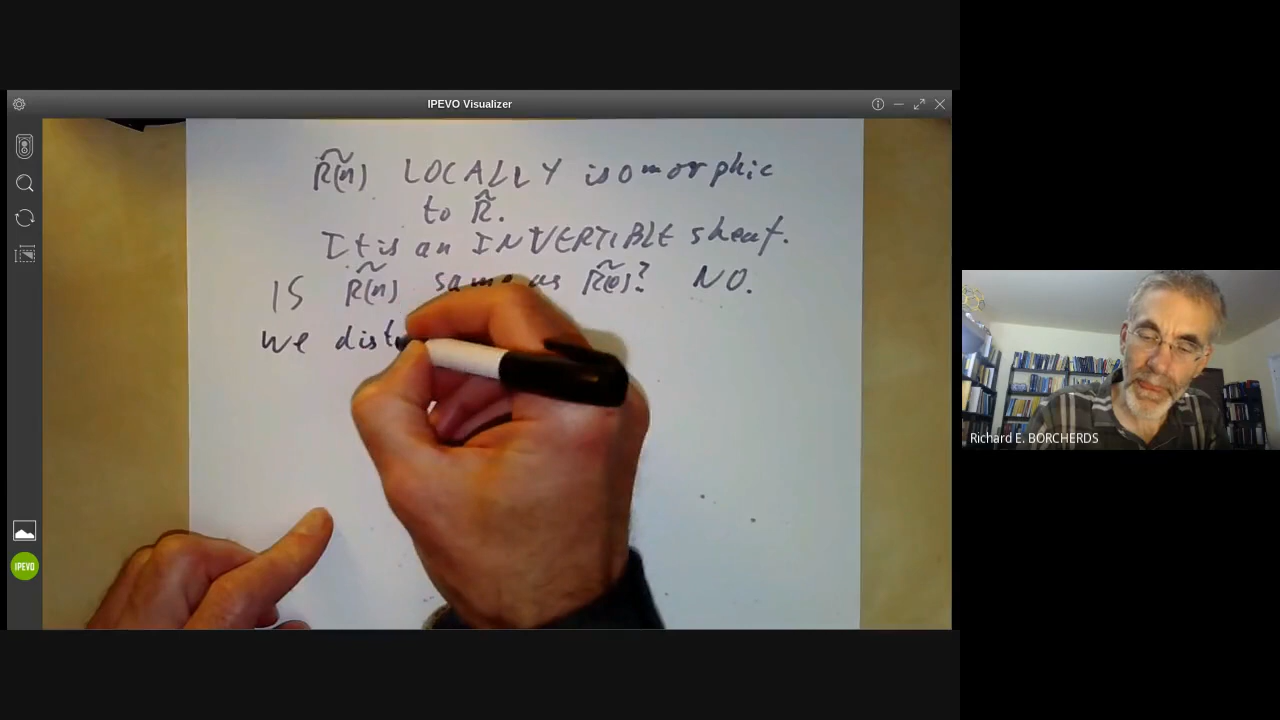 IPEVO Visualizer
R̃(n) LOCALLY isomorphic
to R̃.
It is an INVERTIBLE sheaf.
IS R̃(n) same as R̃(0)? NO.
we dist
IPEVO
Richard E. BORCHERDS